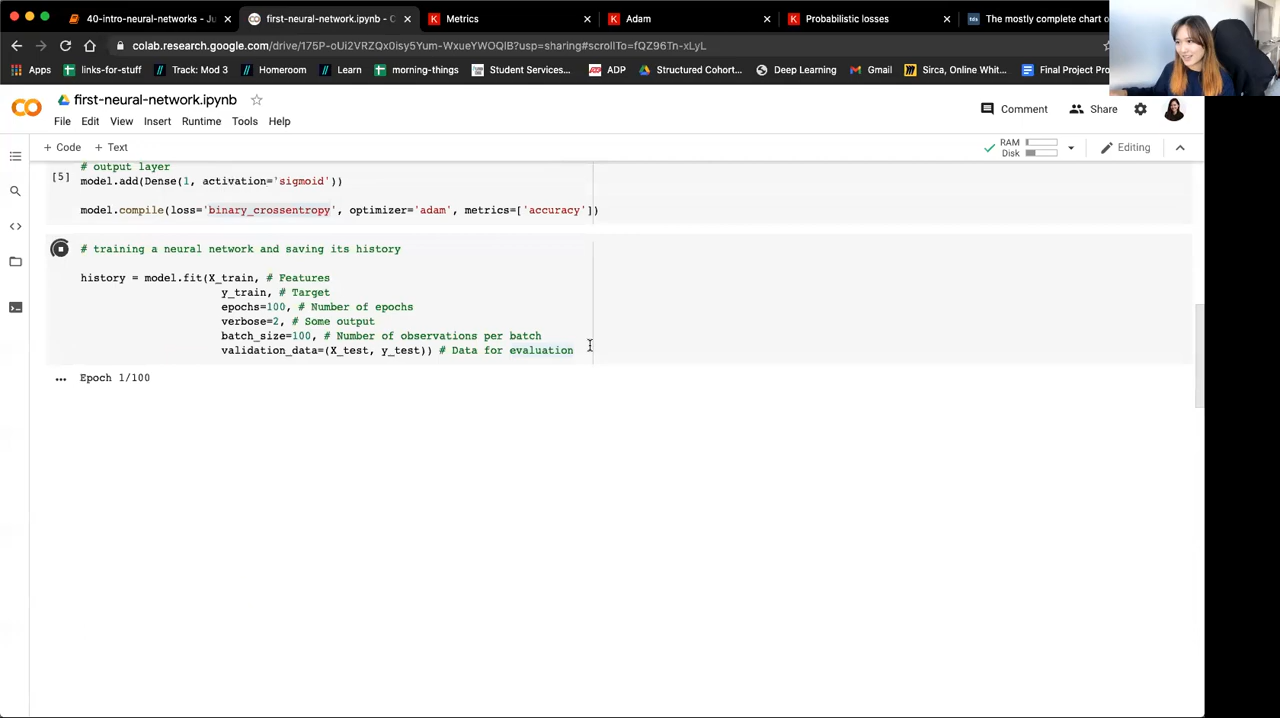 40-intro-neural-networks - J
first-neural-network.ipynb - C
Metrics
Adam
Probabilistic losses
The mostly complete chart o
colab.research.google.com/drive/175P-oUi2VRZQx0isy5Yum-WxueYWOQlB?usp=sharing#scrollTo=fQZ96Tn-xLyL
Apps
links-for-stuff
Track: Mod 3
Homeroom
Learn
morning-things
Student Services...
ADP
Structured Cohort...
Deep Learning
Gmail
Sirca, Online Whit...
Final Project Pro
first-neural-network.ipynb
Comment
Share
File Edit View Insert Runtime Tools Help
+ Code + Text
RAM
Disk
Editing
# output layer
[5] model.add(Dense(1, activation='sigmoid'))
model.compile(loss='binary_crossentropy', optimizer='adam', metrics=['accuracy'])
# training a neural network and saving its history
history = model.fit(X_train, # Features
y_train, # Target
epochs=100, # Number of epochs
verbose=2, # Some output
batch_size=100, # Number of observations per batch
validation_data=(X_test, y_test)) # Data for evaluation
Epoch 1/100